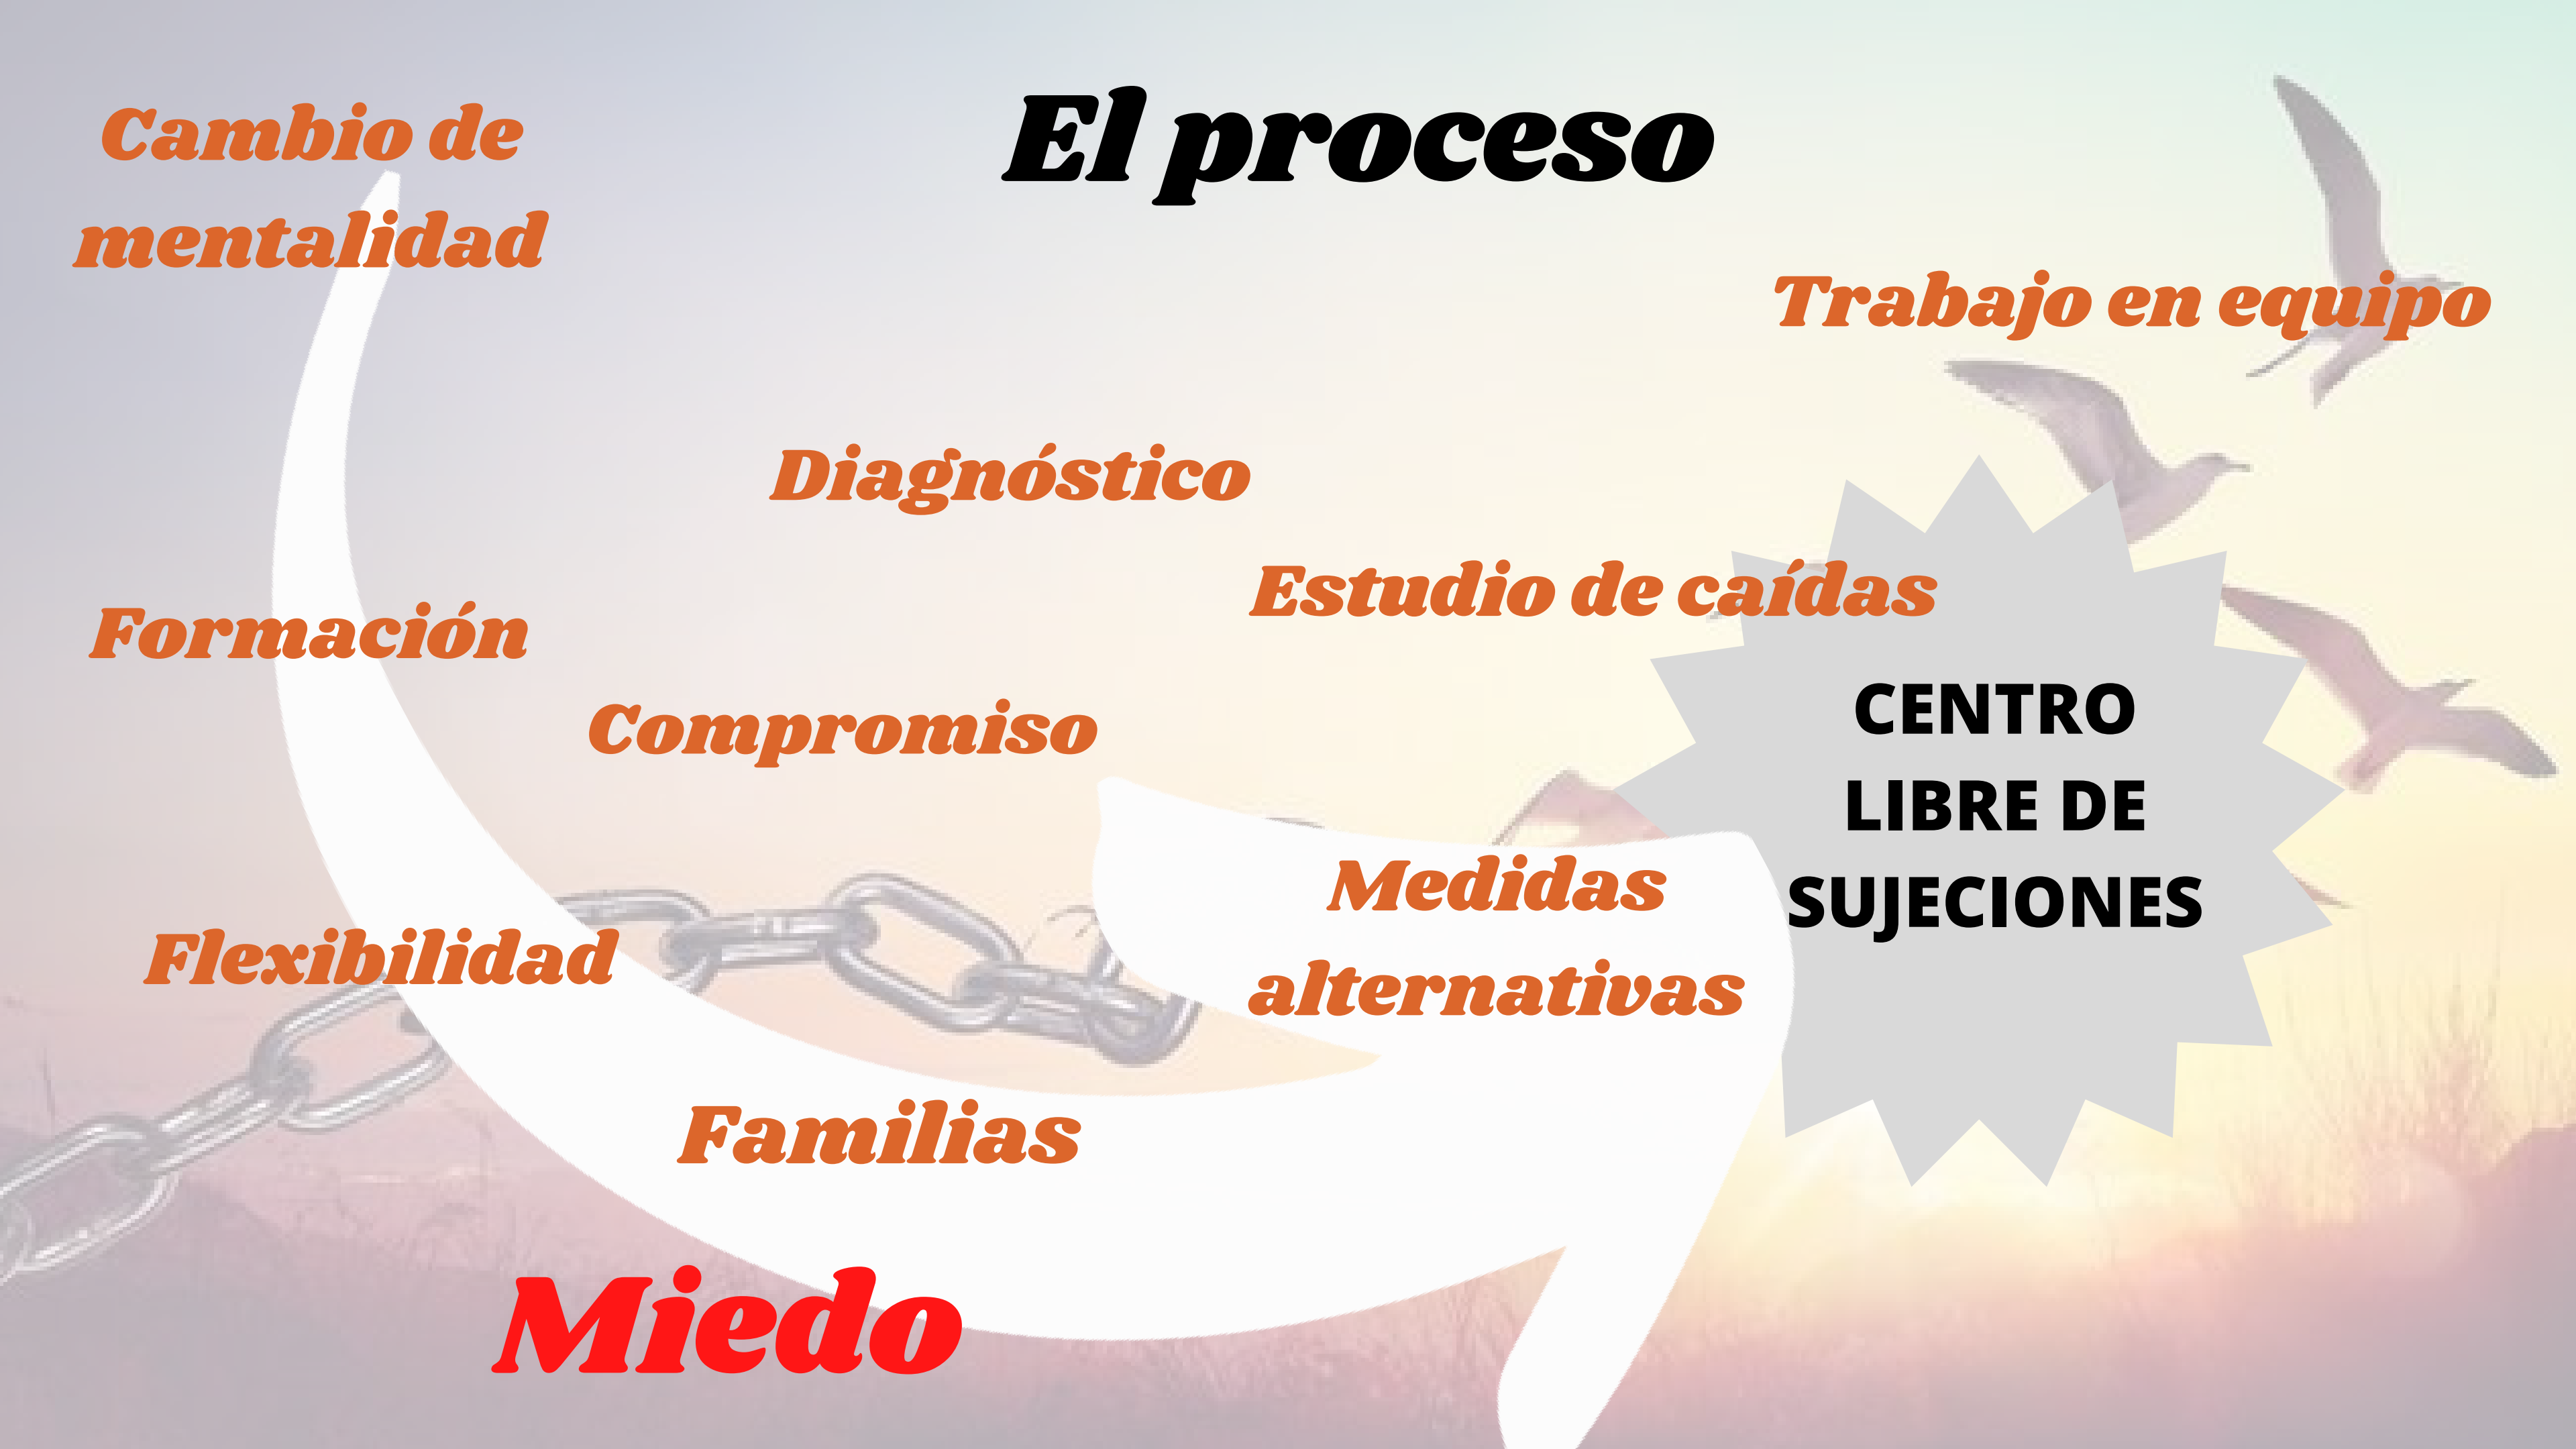 El proceso
Cambio de
mentalidad
Trabajo en equipo
Diagnóstico
Estudio de caídas
Formación
Compromiso
CENTRO
LIBRE DE
SUJECIONES
Medidas
alternativas
Flexibilidad
Familias
Miedo